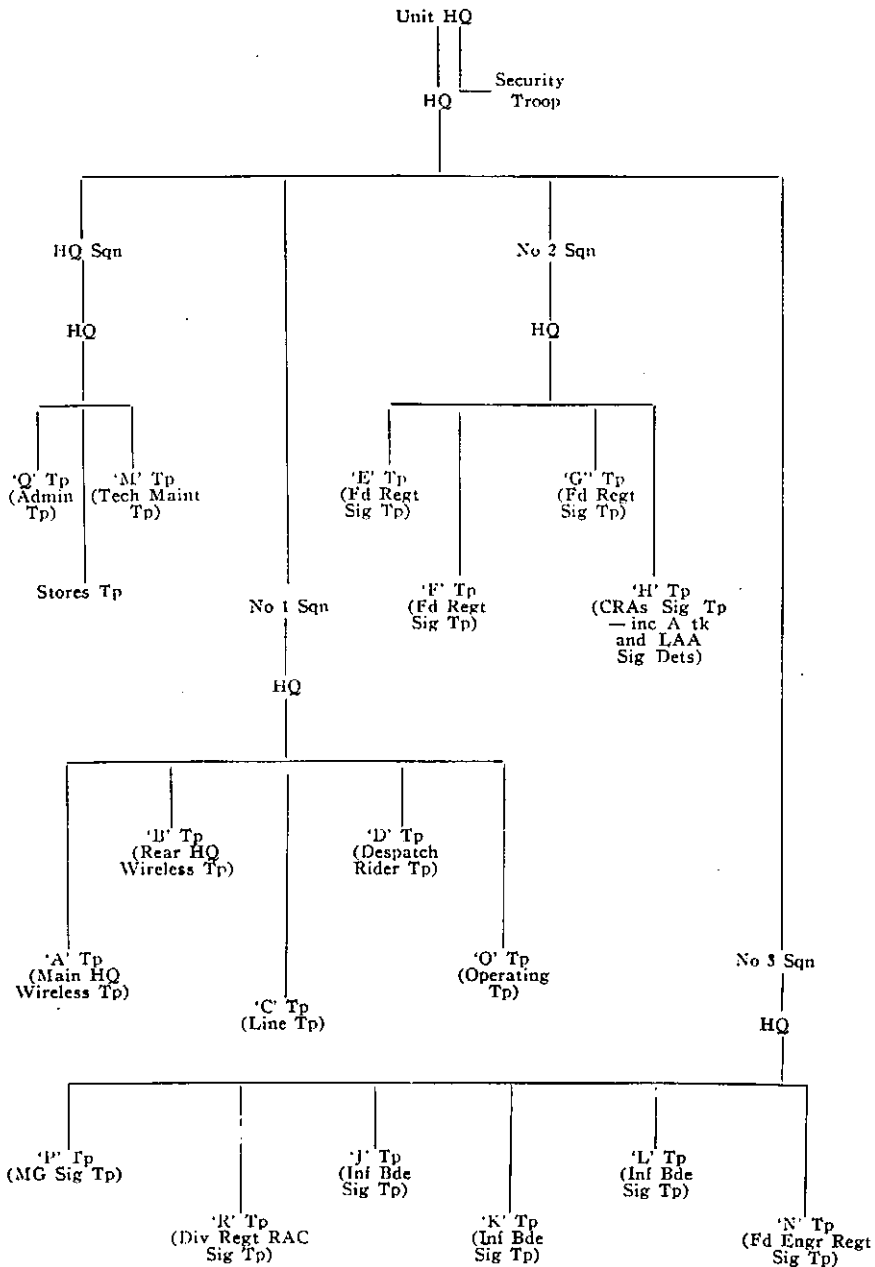 Unit HQ
Security
Troop
HQ
HQ Sqn
No 2 Sqn
HQ
HQ
'Q' Tp
(Admin
Tp)
'M' Tp
(Tech Maint
Tp)
'E' Tp
(Fd Regt
Sig Tp)
'G'' Tp
(Fd Regt
Sig Tp)
Stores Tp
No 1 Sqn
'F' Tp
(Fd Regt
Sig Tp)
'H' Tp
(CRAs Sig Tp
— inc A tk
and LAA
Sig Dets)
HQ
'B' Tp
(Rear HQ
Wireless Tp)
'D' Tp
(Despatch
Rider Tp)
'A' Tp
(Main HQ
Wireless Tp)
'C' Tp
(Line Tp)
'O' Tp
(Operating
Tp)
No 3 Sqn
HQ
'P' Tp
(MG Sig Tp)
'J' Tp
(Inf Bde
Sig Tp)
'L' Tp
(Inf Bde
Sig Tp)
'R' Tp
(Div Regt RAC
Sig Tp)
'K' Tp
(Inf Bde
Sig Tp)
'N' Tp
(Fd Engr Regt
Sig Tp)